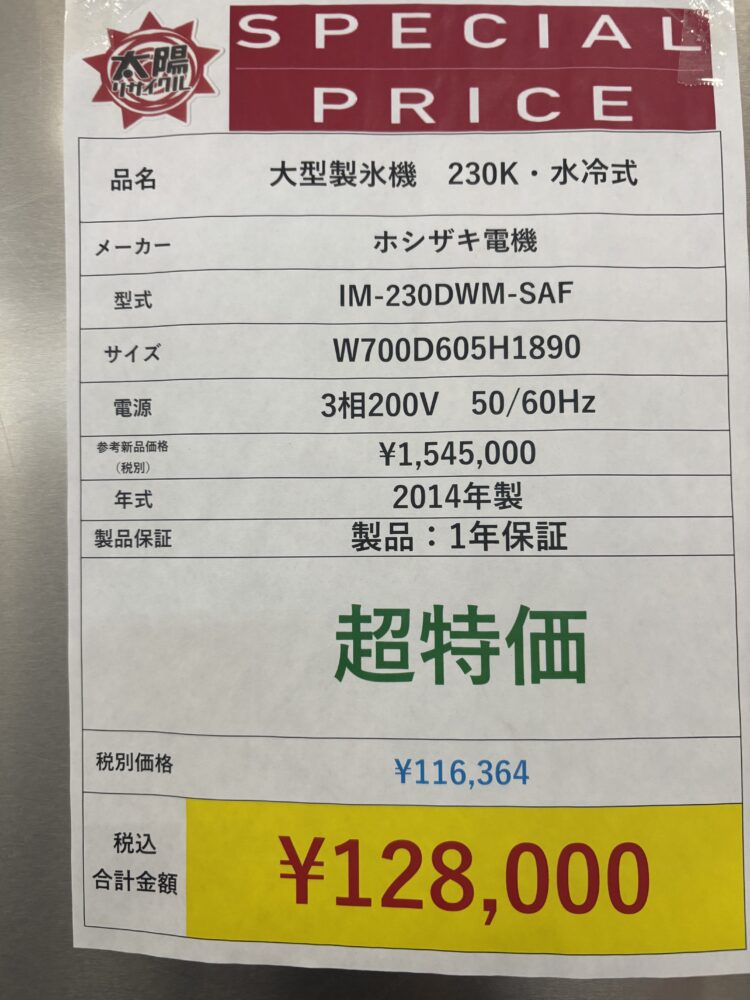 太陽
リサイクル
SPECIAL
PRICE
品名 大型製氷機 230K・水冷式
メーカー ホシザキ電機
型式 IM-230DWM-SAF
サイズ W700D605H1890
電源 3相200V 50/60Hz
参考新品価格
（税別） ¥1,545,000
年式 2014年製
製品保証 製品：1年保証
超特価
税別価格 ¥116,364
税込
合計金額 ¥128,000